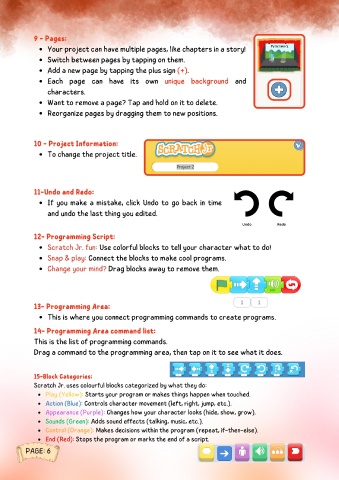 9 - Pages:
• Your project can have multiple pages, like chapters in a story!
• Switch between pages by tapping on them.
• Add a new page by tapping the plus sign (+).
• Each page can have its own unique background and
characters.
• Want to remove a page? Tap and hold on it to delete.
• Reorganize pages by dragging them to new positions.
10 - Project Information:
• To change the project title.
SCRATCHJR
Project 2
11-Undo and Redo:
• If you make a mistake, click Undo to go back in time
and undo the last thing you edited.
Undo Redo
12- Programming Script:
• Scratch Jr. fun: Use colorful blocks to tell your character what to do!
• Snap & play: Connect the blocks to make cool programs.
• Change your mind? Drag blocks away to remove them.
1 1
13- Programming Area:
• This is where you connect programming commands to create programs.
14- Programming Area command list:
This is the list of programming commands.
Drag a command to the programming area, then tap on it to see what it does.
15-Block Categories:
Scratch Jr. uses colourful blocks categorized by what they do:
• Play (Yellow): Starts your program or makes things happen when touched.
• Action (Blue): Controls character movement (left, right, jump, etc.).
• Appearance (Purple): Changes how your character looks (hide, show, grow).
• Sounds (Green): Adds sound effects (talking, music, etc.).
• Control (Orange): Makes decisions within the program (repeat, if-then-else).
• End (Red): Stops the program or marks the end of a script.
PAGE: 6